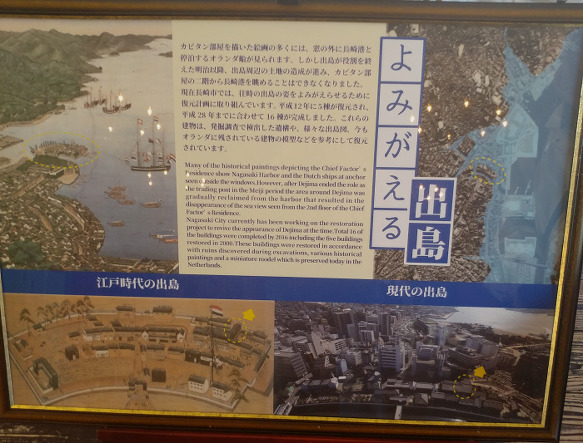 カピタン部屋を描いた絵画の多くには、窓の外に長崎港と
停泊するオランダ船が見られます。しかし出島が役割を終
えた明治以降、出島周辺の土地の造成が進み、カピタン部
屋の二階から長崎港を眺めることはできなくなりました。
現在長崎市では、往時の出島の姿をよみがえらせるために
復元計画に取り組んでいます。平成12年に5棟が復元され、
平成28年までに合わせて16棟が完成しました。これらの
建物は、発掘調査で検出した遺構や、様々な出島図、今も
オランダに残されている建物の模型などを参考にして復元
されています。
Many of the historical paintings depicting the Chief Factor's
Residence show Nagasaki Harbor and the Dutch ships at anchor
seen outside the windows. However, after Dejima ended the role as
the trading post in the Meiji period the area around Dejima was
gradually reclaimed from the harbor that resulted in the
disappearance of the sea view seen from the 2nd floor of the Chief
Factor's Residence.
Nagasaki City currently has been working on the restoration
project to revive the appearance of Dejima at the time. Total 16 of
the buildings were completed by 2016 including the five buildings
restored in 2000. These buildings were restored in accordance
with ruins discovered during excavations, various historical
paintings and a miniature model which is preserved today in the
Netherlands.
よみがえる
出島
江戸時代の出島
現代の出島